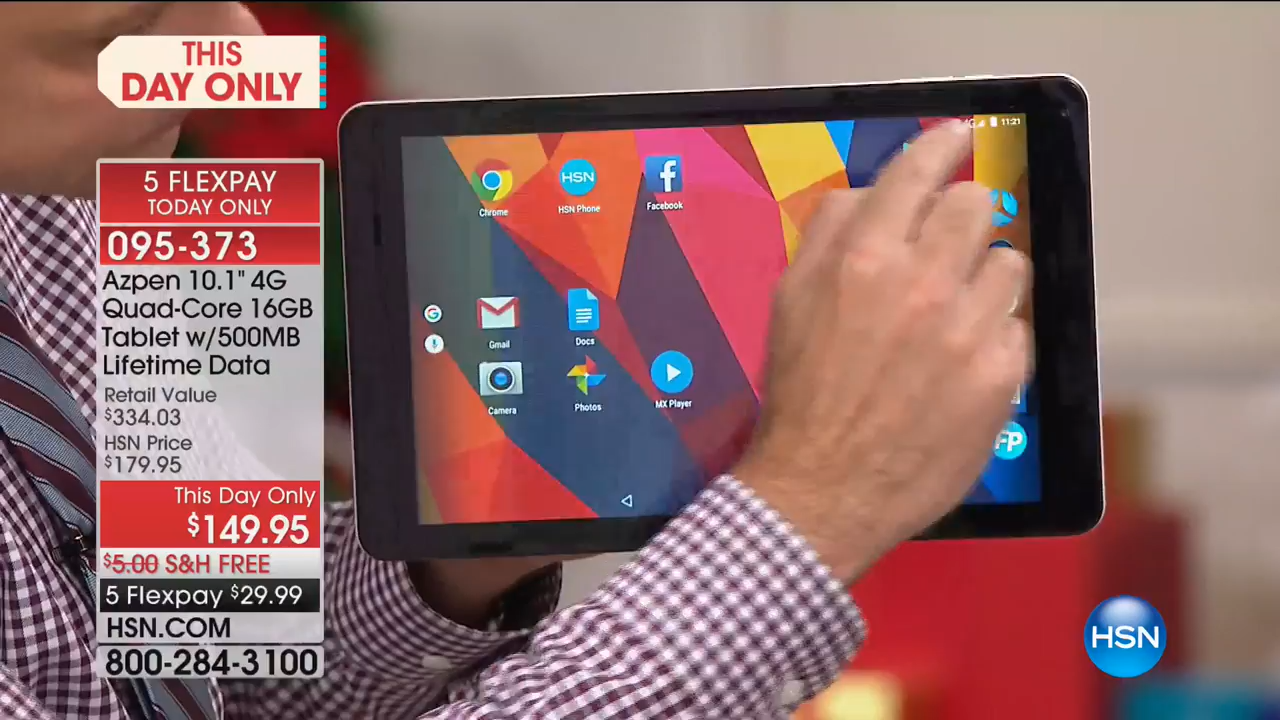 THIS
DAY ONLY
5 FLEXPAY
TODAY ONLY
095-373
Azpen 10.1" 4G
Quad-Core 16GB
Tablet w/500MB
Lifetime Data
Retail Value
$334.03
HSN Price
$179.95
This Day Only
$149.95
$5.00 S&H FREE
5 Flexpay $29.99
HSN.COM
800-284-3100
4G 11:21
HSN
Chrome
HSN Phone
Facebook
G
Gmail
Docs
Camera
Photos
MX Player
FP
HSN